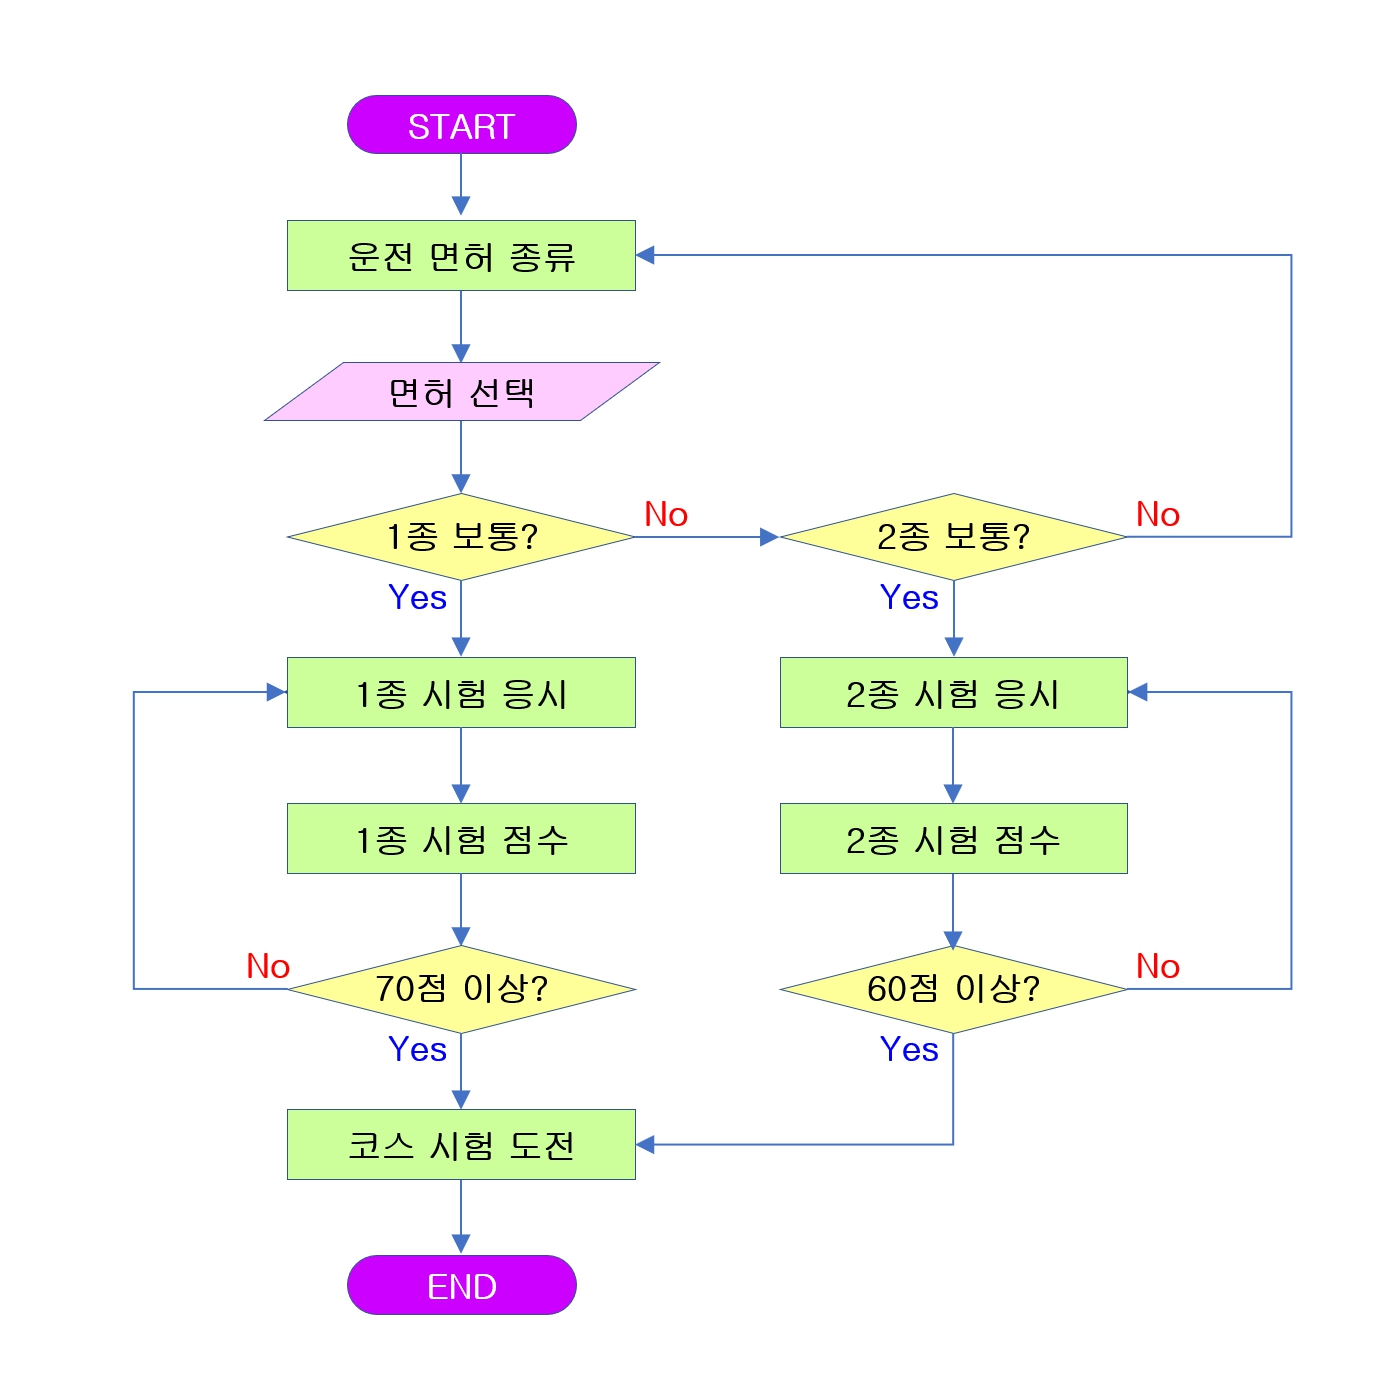 START
운전 면허 종류
면허 선택
1종 보통?
No
2종 보통?
No
Yes
Yes
1종 시험 응시
2종 시험 응시
1종 시험 점수
2종 시험 점수
No
70점 이상?
60점 이상?
No
Yes
Yes
코스 시험 도전
END